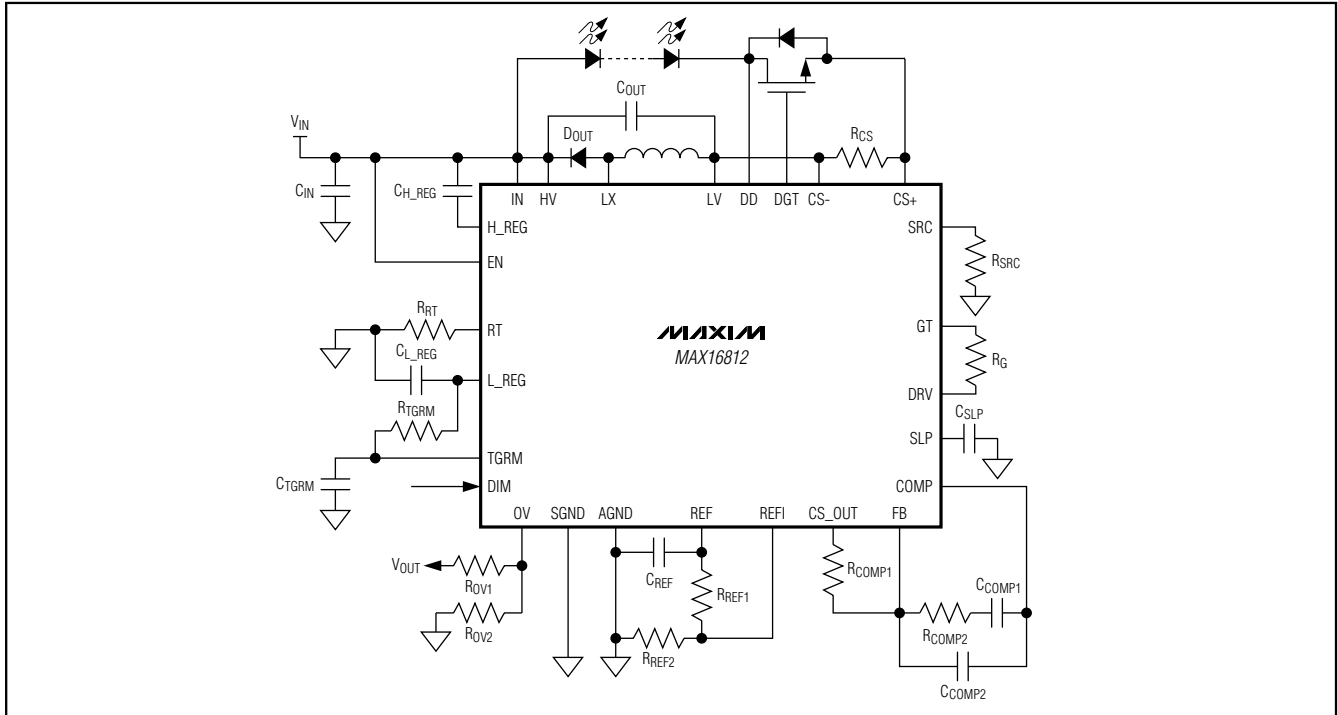 C_OUT
V_IN
D_OUT
R_CS
C_IN
C_H_REG
IN HV LX LV DD DGT CS- CS+
H_REG
SRC
EN
R_SRC
R_RT
RT
GT
MAXIM
MAX16812
C_L_REG
R_G
L_REG
DRV
R_TGRM
C_SLP
SLP
TGRM
C_TGRM
DIM
COMP
OV SGND AGND REF REFI CS_OUT FB
V_OUT
R_OV1
C_REF
R_REF1
R_COMP1
C_COMP1
R_OV2
R_REF2
R_COMP2
C_COMP2